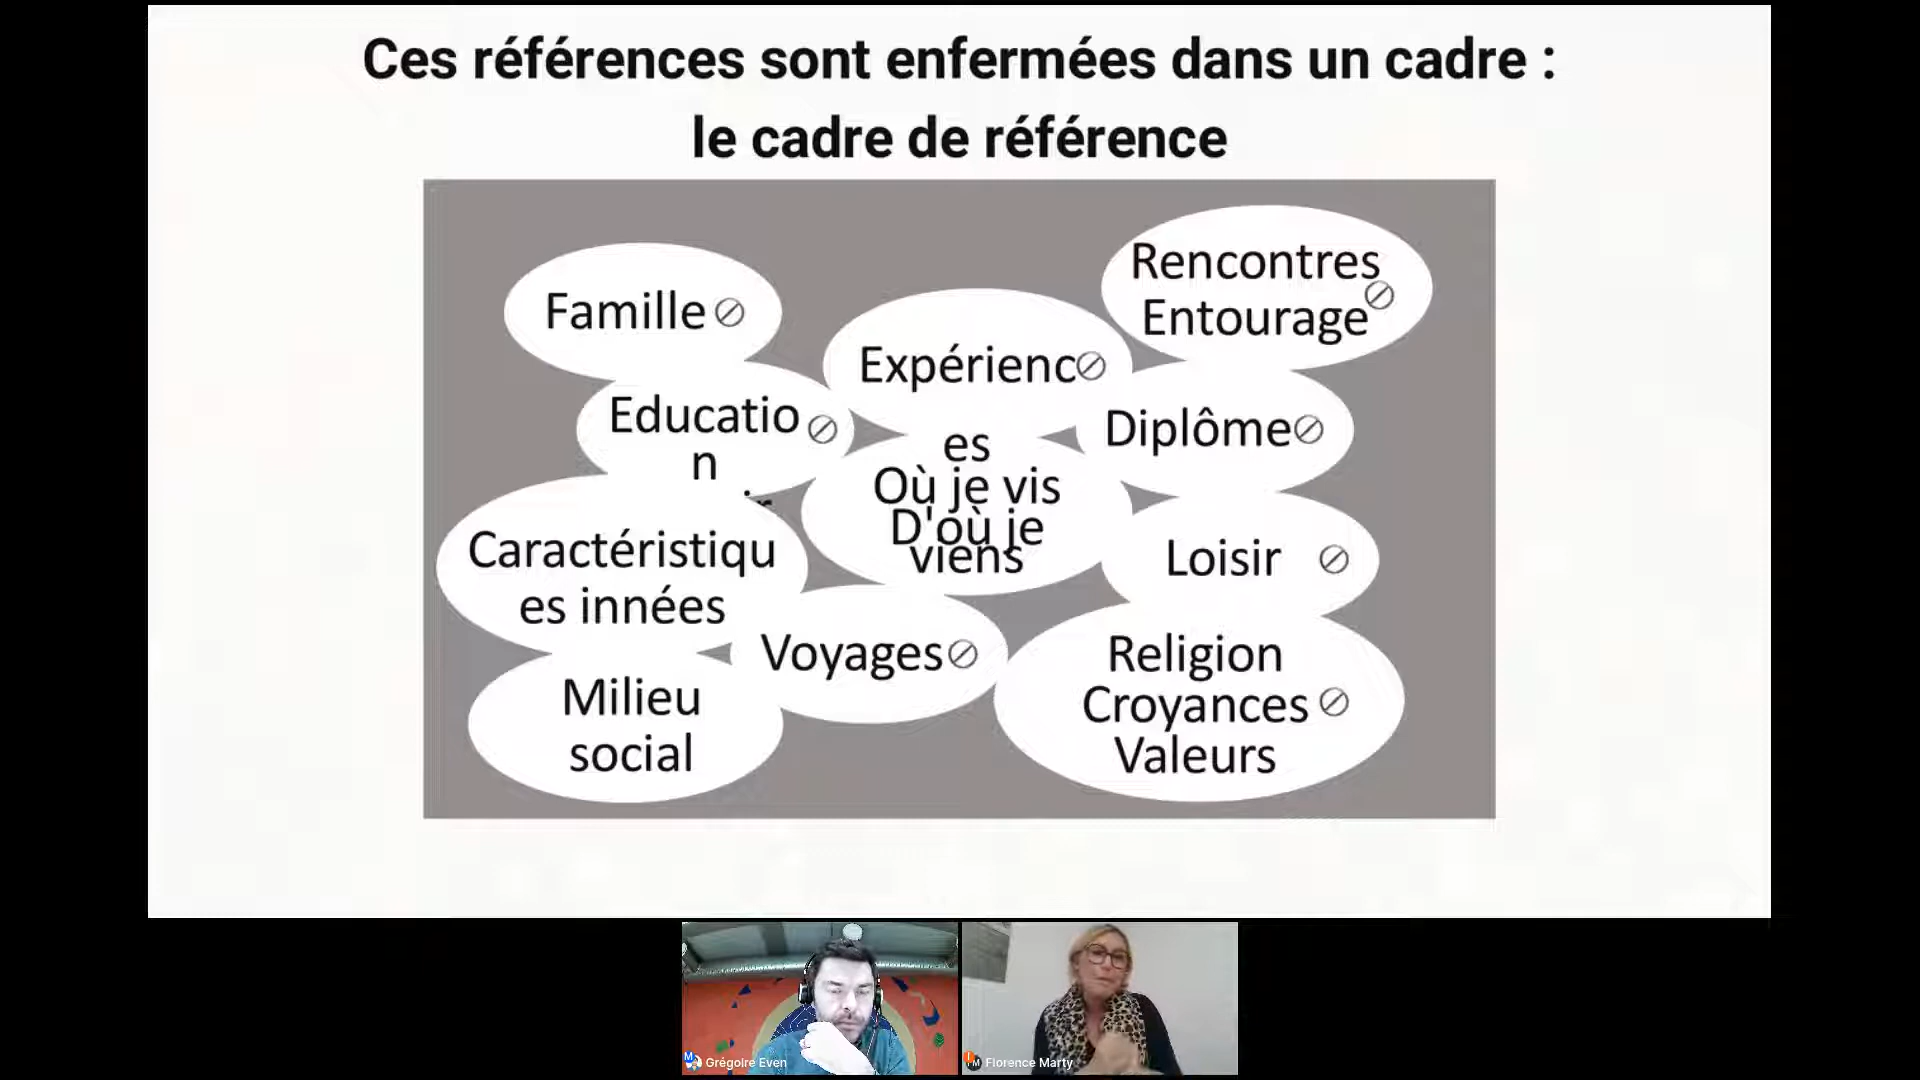 Ces références sont enfermées dans un cadre :
le cadre de référence
Famille
Rencontres
Entourage
Expérienc
es
Educatio
n
Diplôme
Où je vis
D'où je
viens
Caractéristiqu
es innées
Loisir
Voyages
Milieu
social
Religion
Croyances
Valeurs
Grégoire Even
Florence Marty